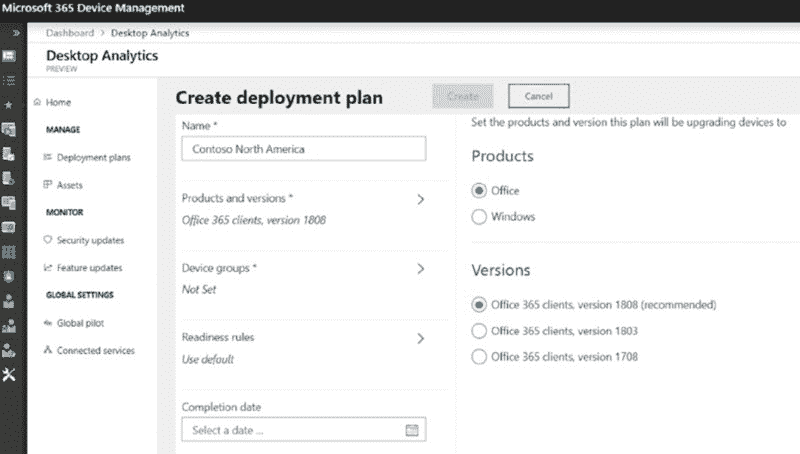 Microsoft 365 Device Management
Dashboard > Desktop Analytics
Desktop Analytics
PREVIEW
Home
MANAGE
Deployment plans
Assets
MONITOR
Security updates
Feature updates
GLOBAL SETTINGS
Global pilot
Connected services
Create deployment plan
Create
Cancel
Name *
Contoso North America
Products and versions *
Office 365 clients, version 1808
Device groups *
Not Set
Readiness rules
Use default
Completion date
Select a date ...
Set the products and version this plan will be upgrading devices to
Products
Office
Windows
Versions
Office 365 clients, version 1808 (recommended)
Office 365 clients, version 1803
Office 365 clients, version 1708